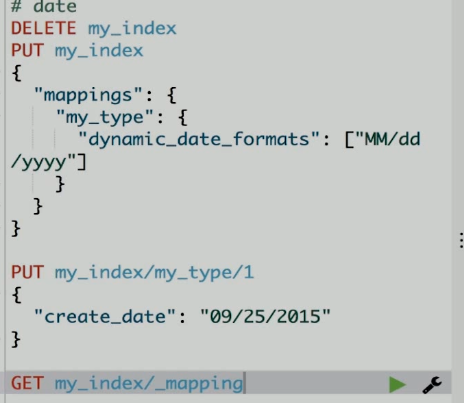 # date
DELETE my_index
PUT my_index
{
  "mappings": {
    "my_type": {
      "dynamic_date_formats": ["MM/dd
/yyyy"]
    }
  }
}

PUT my_index/my_type/1
{
  "create_date": "09/25/2015"
}

GET my_index/_mapping